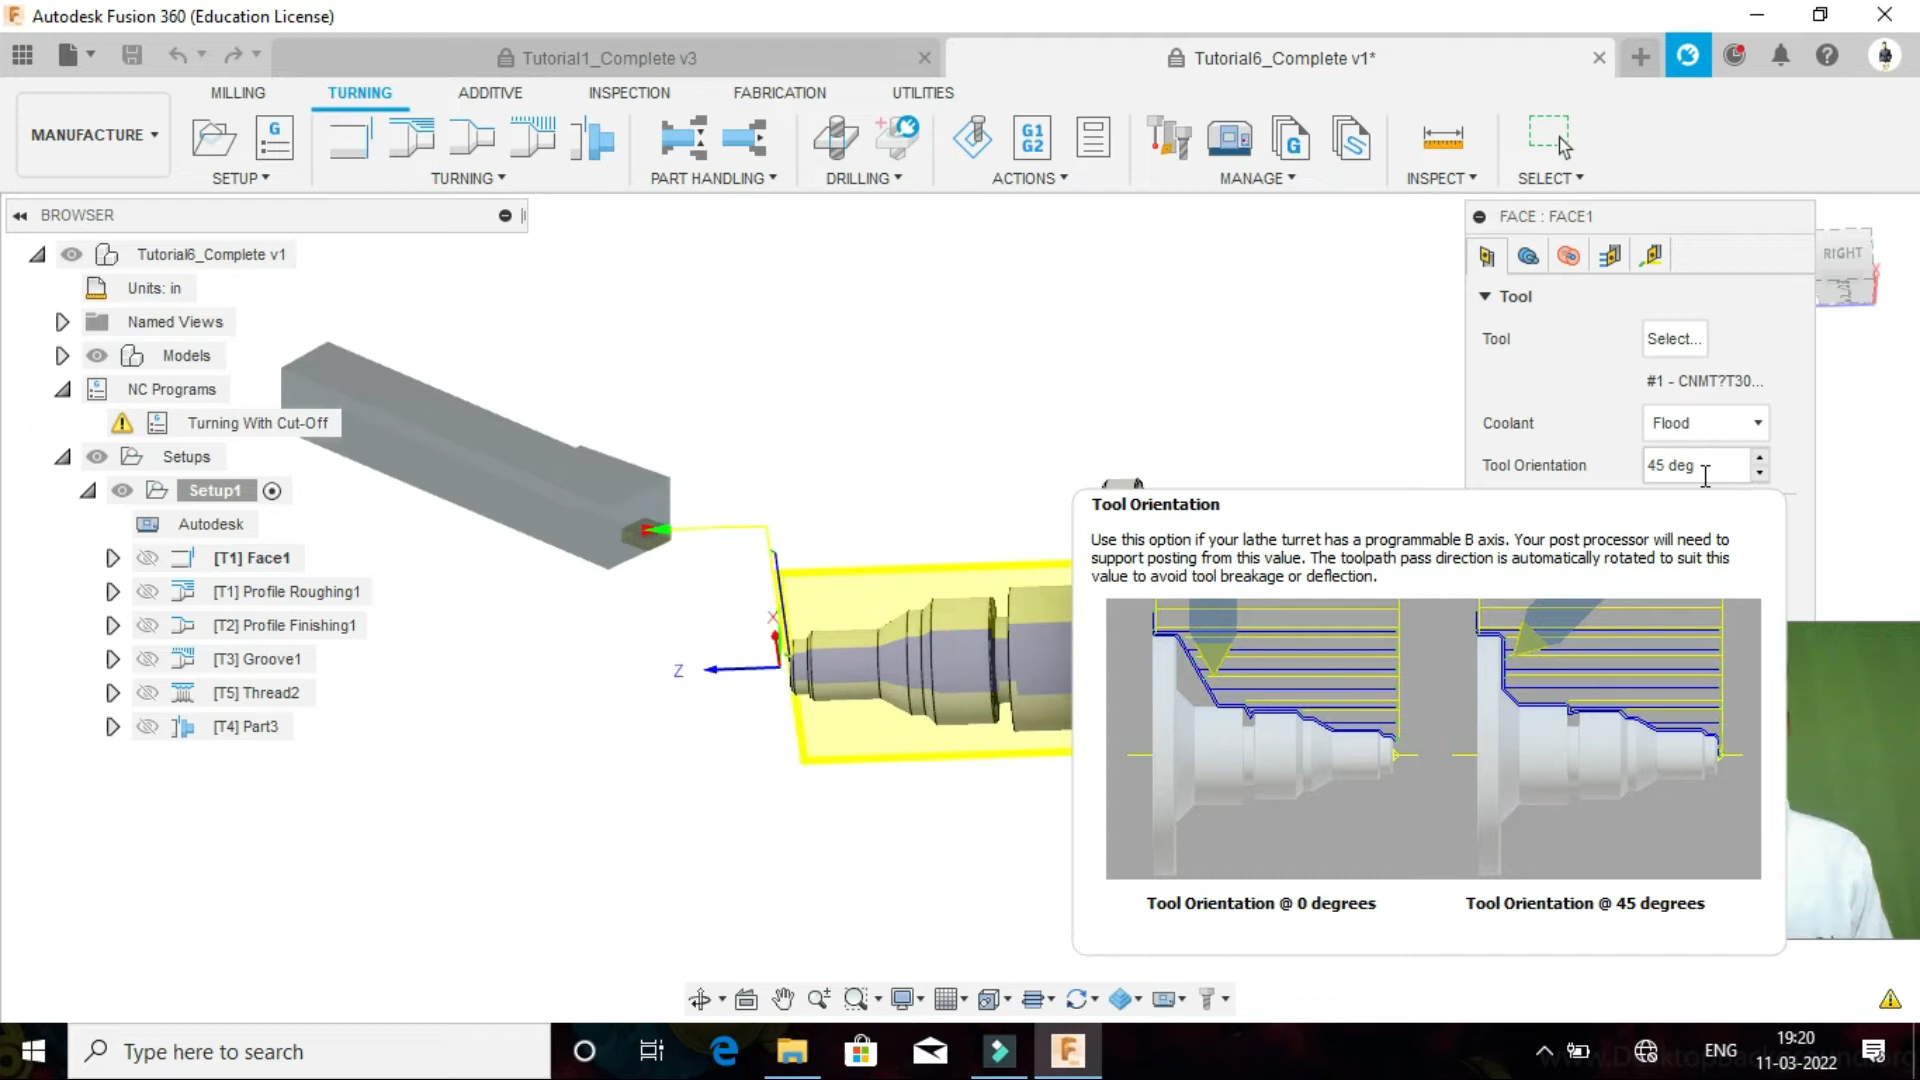 Autodesk Fusion 360 (Education License)
Tutorial1_Complete v3
Tutorial6_Complete v1*
MILLING
TURNING
ADDITIVE
INSPECTION
FABRICATION
UTILITIES
MANUFACTURE
G
G1
G2
G
SETUP
TURNING
PART HANDLING
DRILLING
ACTIONS
MANAGE
INSPECT
SELECT
BROWSER
Tutorial6_Complete v1
Units: in
Named Views
Models
NC Programs
Turning With Cut-Off
Setups
Setup1
Autodesk
[T1] Face1
[T1] Profile Roughing1
[T2] Profile Finishing1
[T3] Groove1
[T5] Thread2
[T4] Part3
X
Z
RIGHT
FACE : FACE1
Tool
Tool
Select...
#1 - CNMT?T30...
Coolant
Flood
Tool Orientation
45 deg
Tool Orientation
Use this option if your lathe turret has a programmable B axis. Your post processor will need to
support posting from this value. The toolpath pass direction is automatically rotated to suit this
value to avoid tool breakage or deflection.
Tool Orientation @ 0 degrees
Tool Orientation @ 45 degrees
Type here to search
ENG
19:20
11-03-2022